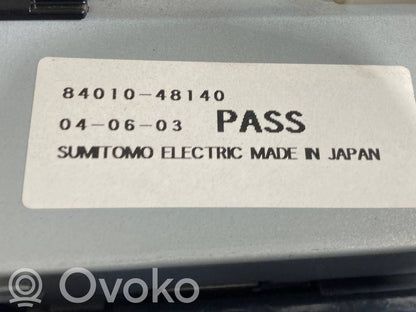 84010-48140
04-06-03 PASS
SUMITOMO ELECTRIC MADE IN JAPAN
OVOKO